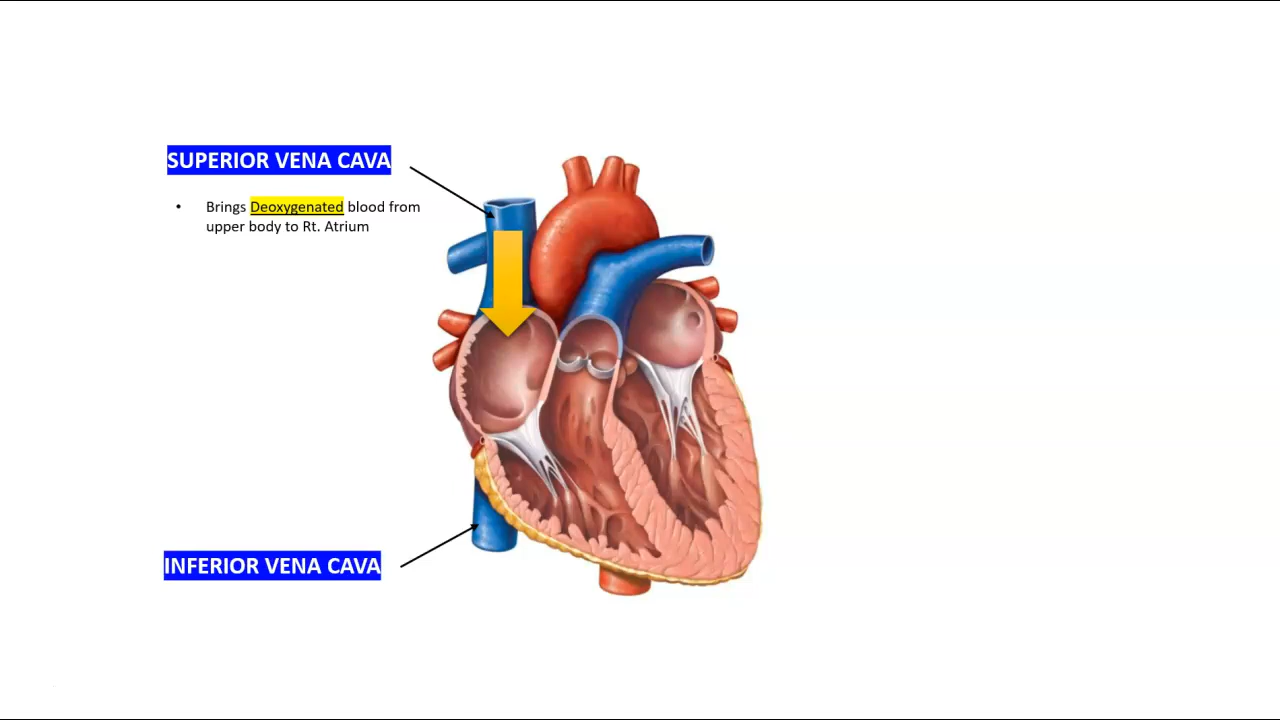 SUPERIOR VENA CAVA
• Brings Deoxygenated blood from
upper body to Rt. Atrium
INFERIOR VENA CAVA